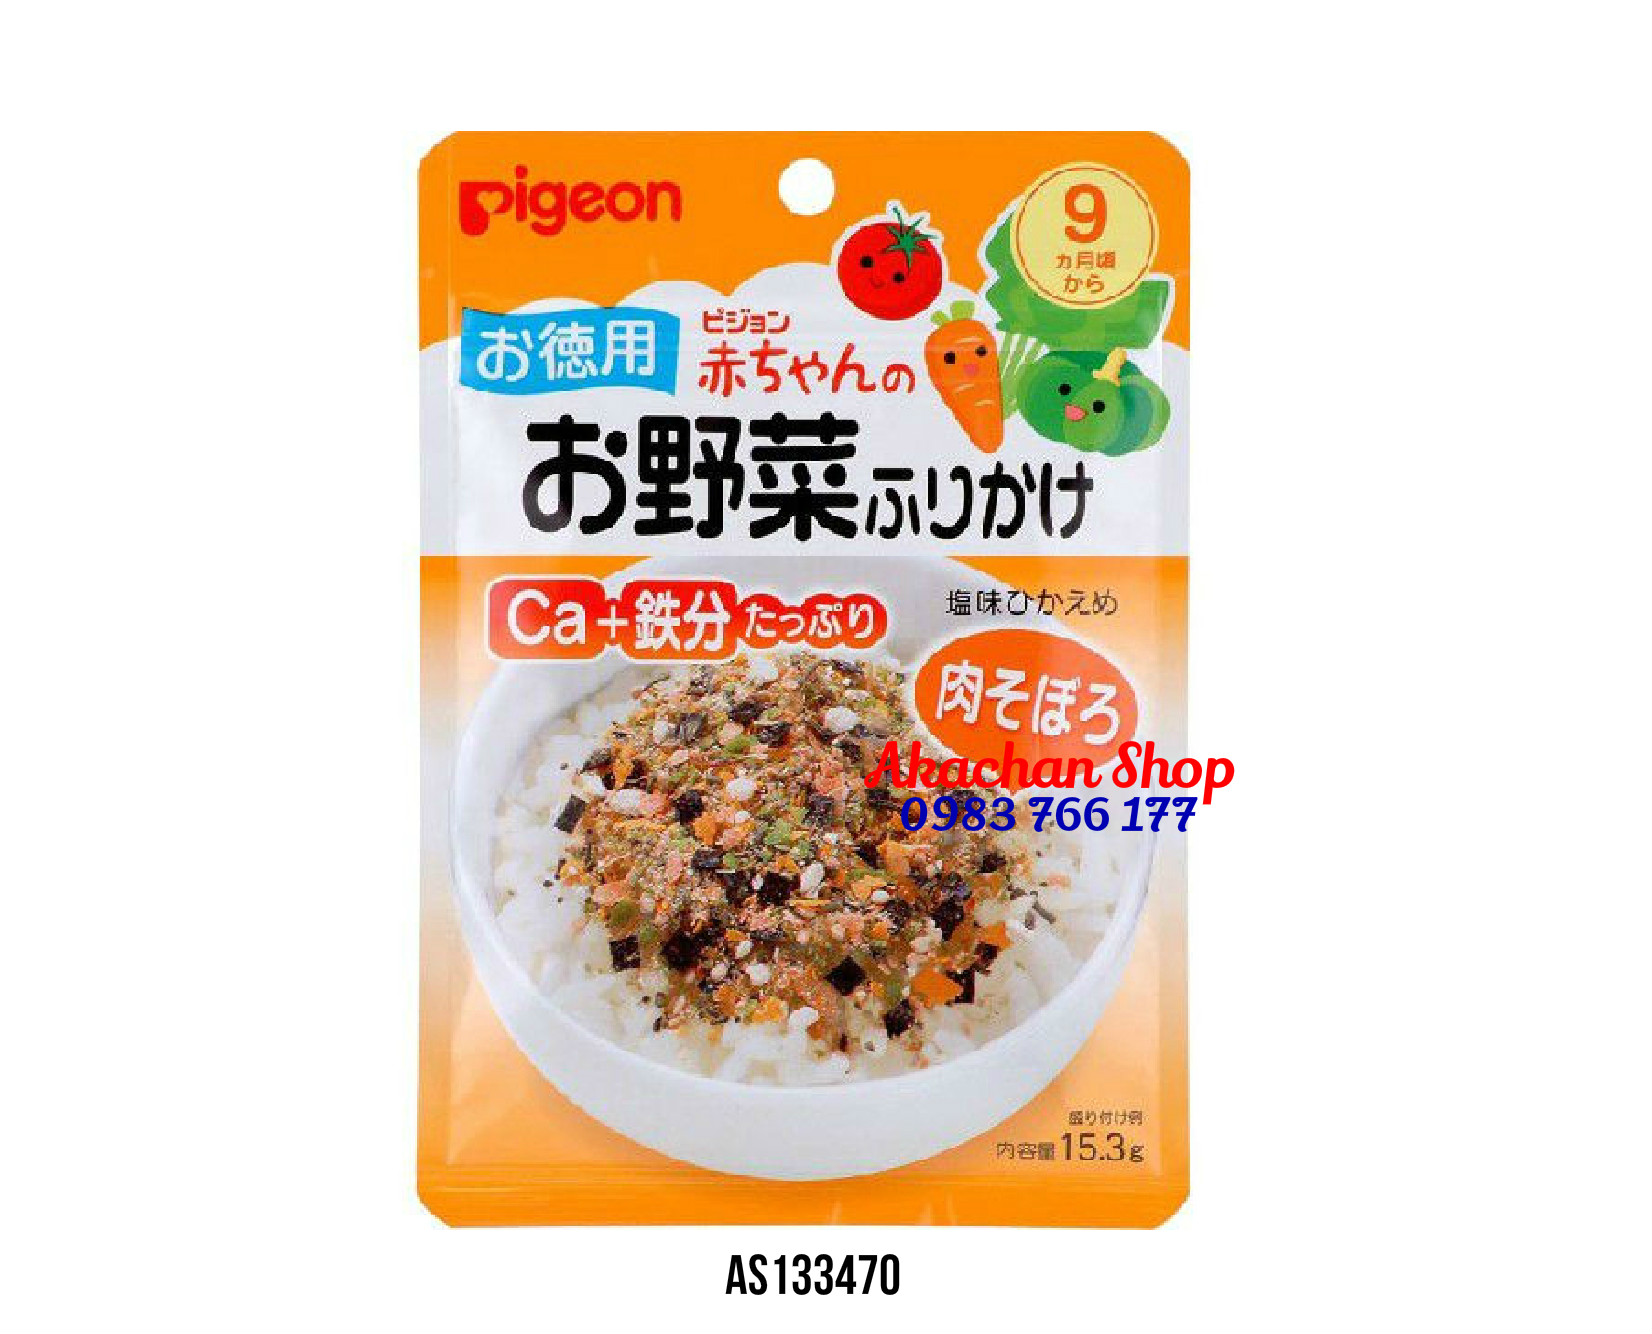 pigeon
9
ヵ月頃
から
お徳用
ピジョン
赤ちゃんの
お野菜ふりかけ
Ca+鉄分たっぷり
塩味ひかえめ
肉そぼろ
Akachan Shop
0983 766 177
盛り付け例
内容量15.3g
AS133470